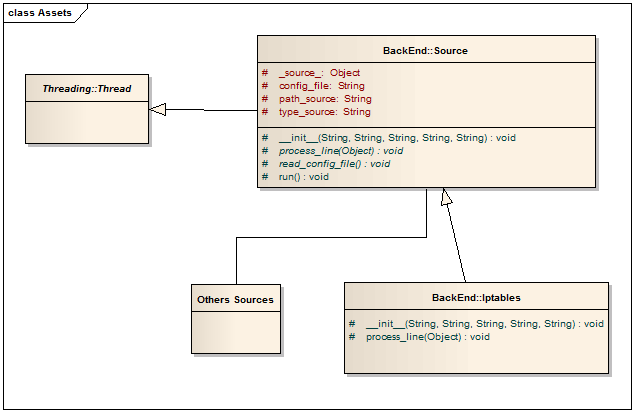 class Assets
BackEnd::Source
# _source_: Object
# config_file: String
# path_source: String
# type_source: String
# __init__(String, String, String, String, String) : void
# process_line(Object) : void
# read_config_file() : void
# run() : void
Threading::Thread
Others Sources
BackEnd::Iptables
# __init__(String, String, String, String, String) : void
# process_line(Object) : void